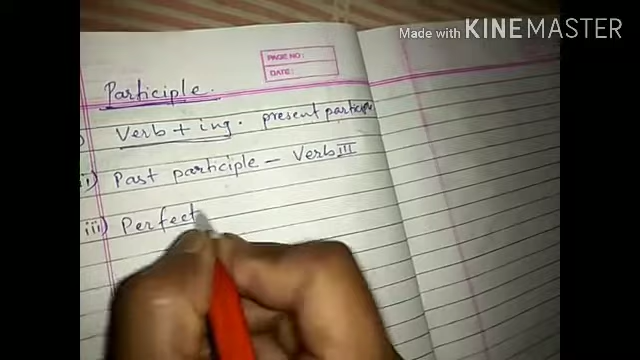 Made with KINEMASTER
PAGE NO:
DATE:
Participle.
) Verb + ing. present participle
ii) Past participle - Verb III
iii) Perfect